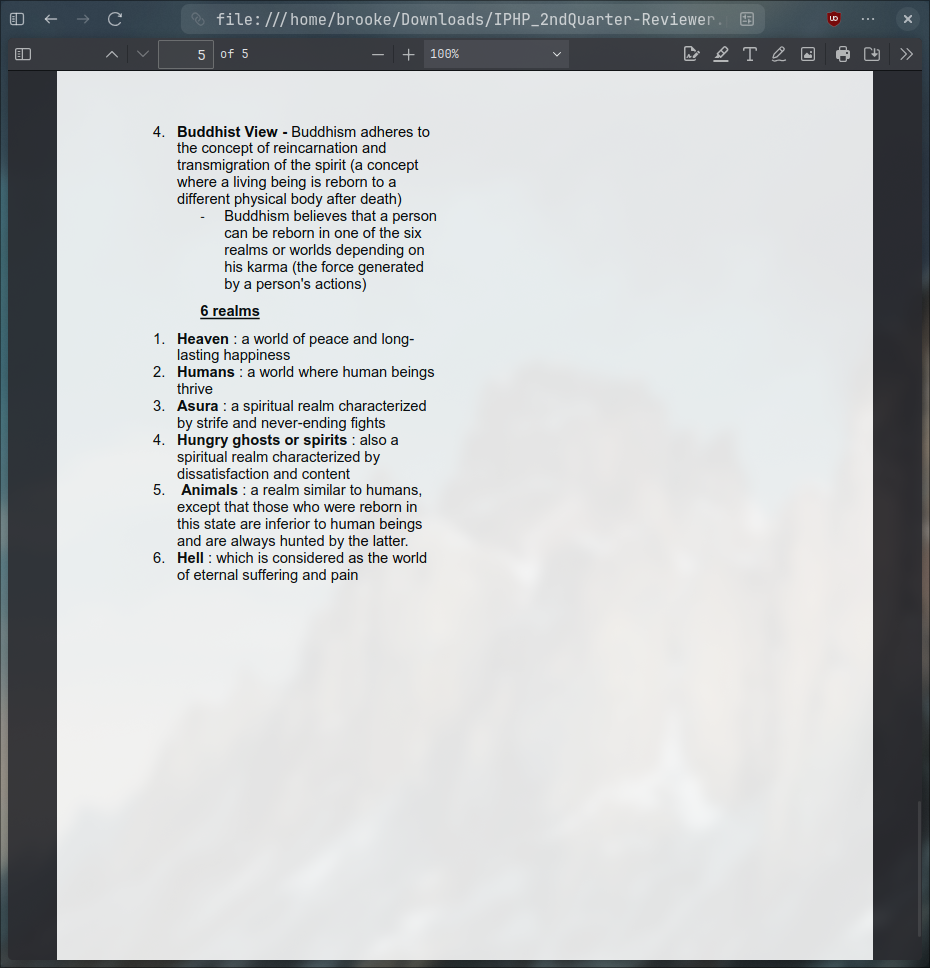 file:///home/brooke/Downloads/IPHP_2ndQuarter-Reviewer.
5 of 5
100%
4. Buddhist View - Buddhism adheres to
the concept of reincarnation and
transmigration of the spirit (a concept
where a living being is reborn to a
different physical body after death)
- Buddhism believes that a person
can be reborn in one of the six
realms or worlds depending on
his karma (the force generated
by a person's actions)
6 realms
1. Heaven : a world of peace and long-
lasting happiness
2. Humans : a world where human beings
thrive
3. Asura : a spiritual realm characterized
by strife and never-ending fights
4. Hungry ghosts or spirits : also a
spiritual realm characterized by
dissatisfaction and content
5. Animals : a realm similar to humans,
except that those who were reborn in
this state are inferior to human beings
and are always hunted by the latter.
6. Hell : which is considered as the world
of eternal suffering and pain